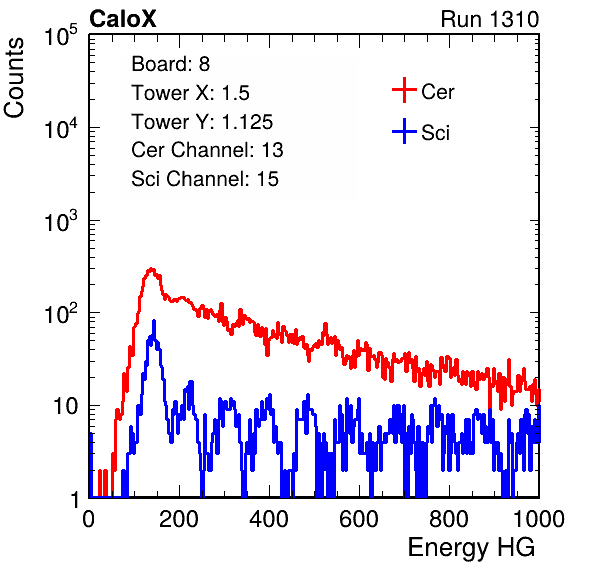 CaloX Run 1310
Counts
10^5
10^4
10^3
10^2
10
1
Board: 8
Tower X: 1.5
Tower Y: 1.125
Cer Channel: 13
Sci Channel: 15
Cer
Sci
0 200 400 600 800 1000
Energy HG